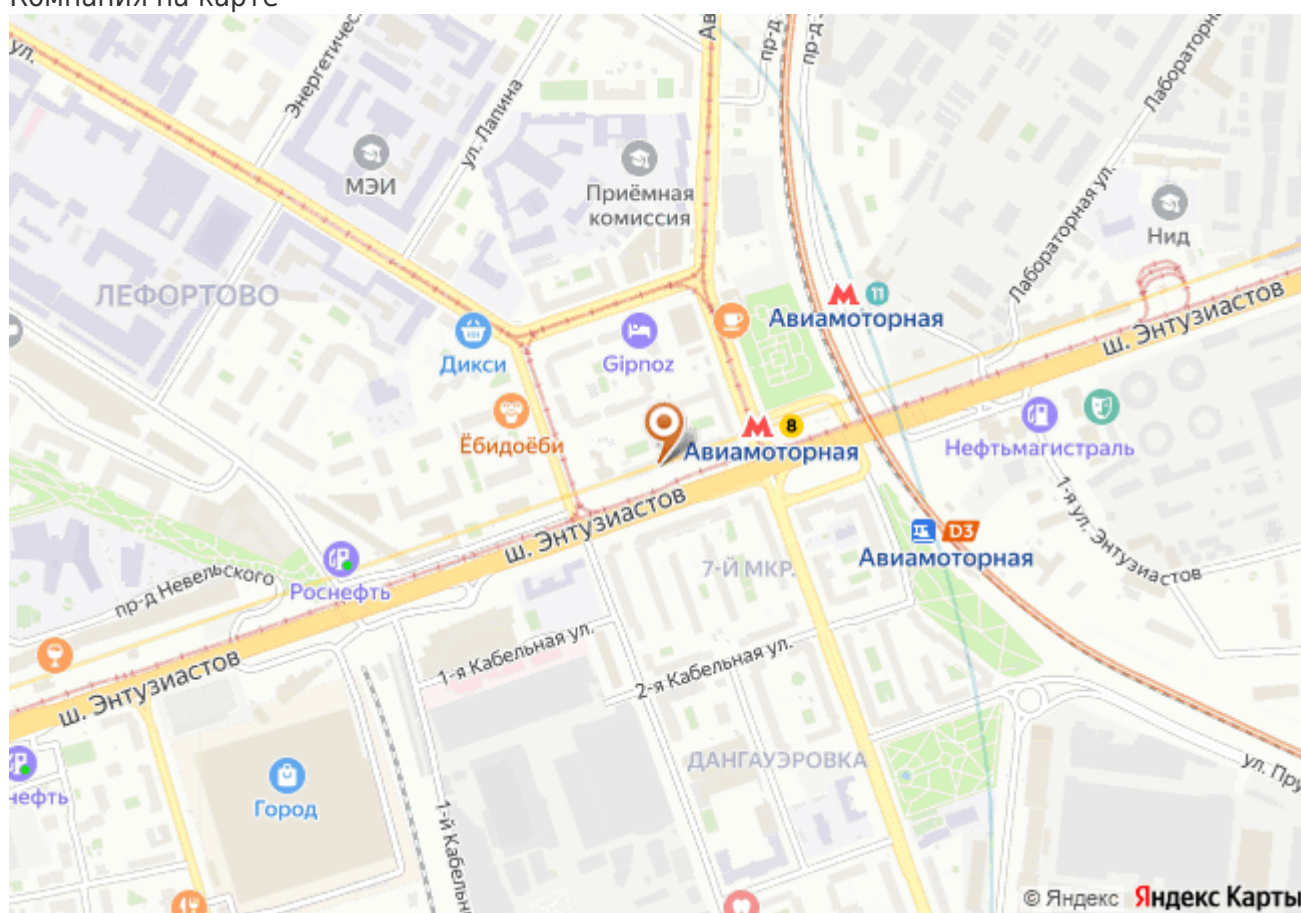 Компания на карте
ул.
Энергетичес
ул. Лапина
Ав
пр-д
пр-д.
Лабораторн
МЭИ
Приёмная
комиссия
Лабораторная ул.
Нид
ЛЕФОРТОВО
11
Авиамоторная
ш. Энтузиастов
Дикси
Gipnoz
Ёбидоёби
8
Авиамоторная
Нефтьмагистраль
ш. Энтузиастов
1-я ул. Энтузиастов
D3
Авиамоторная
7-Й МКР.
пр-д Невельского
Роснефть
1-я Кабельная ул.
2-я Кабельная ул.
ш. Энтузиастов
ДАНГАУЭРОВКА
ул. Пру
нефть
Город
1-й Кабельн
© Яндекс Яндекс Карты